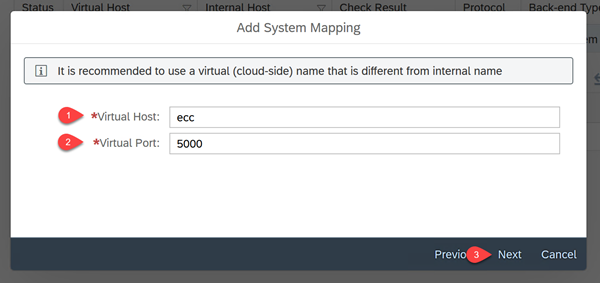 Status Virtual Host Internal Host Check Result Protocol Back-end Type
Add System Mapping
It is recommended to use a virtual (cloud-side) name that is different from internal name
1 *Virtual Host: ecc
2 *Virtual Port: 5000
Previo 3 Next Cancel